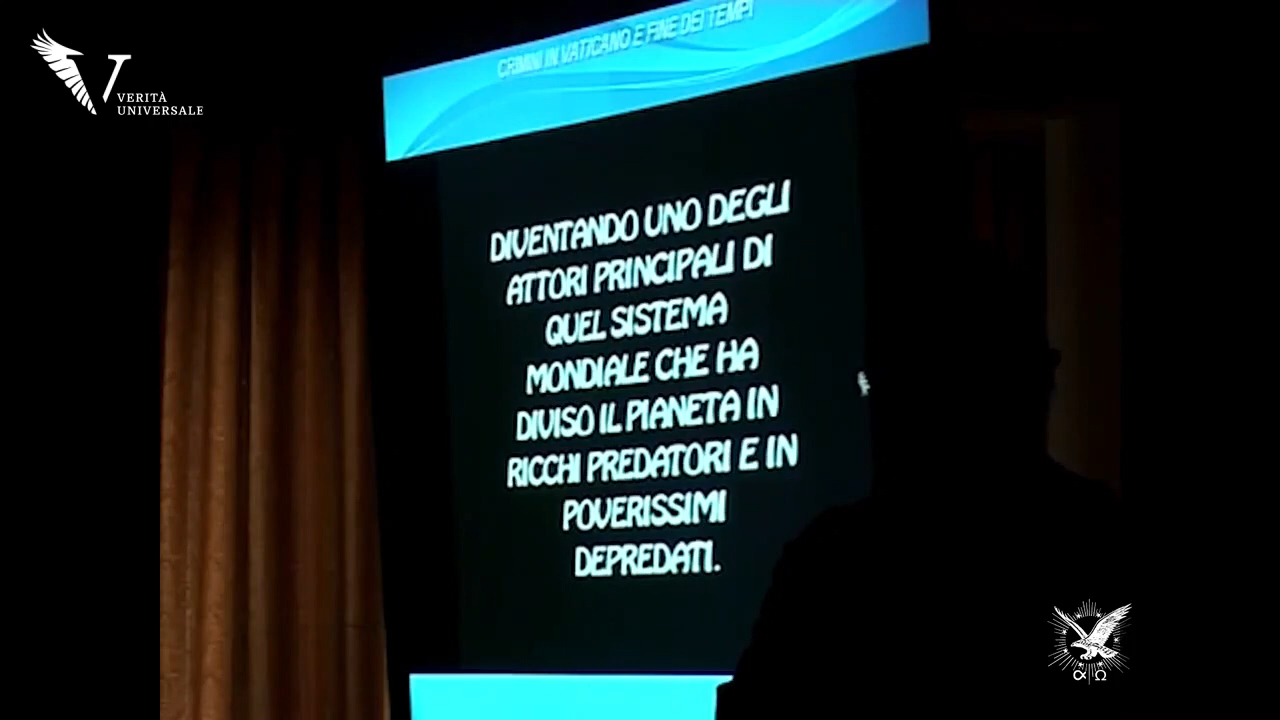 VERITÀ
UNIVERSALE
CRIMINI IN VATICANO E FINE DEI TEMPI
DIVENTANDO UNO DEGLI
ATTORI PRINCIPALI DI
QUEL SISTEMA
MONDIALE CHE HA
DIVISO IL PIANETA IN
RICCHI PREDATORI E IN
POVERISSIMI
DEPREDATI.
α Ω